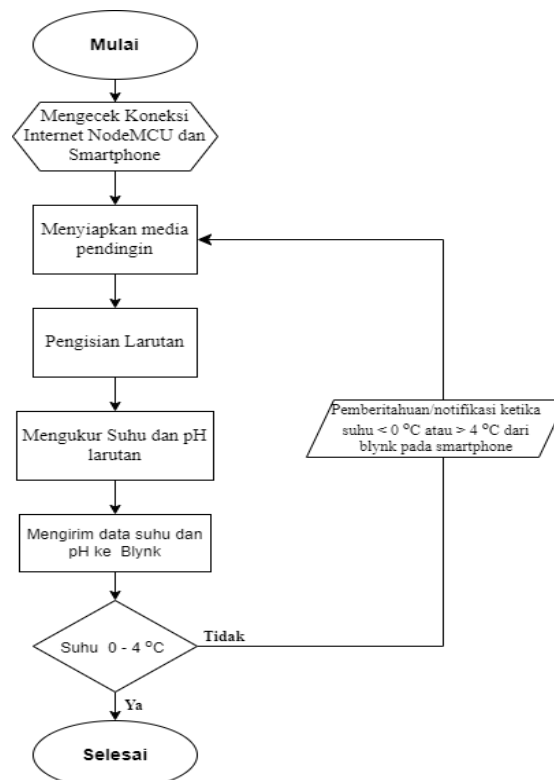 Mulai
Mengecek Koneksi
Internet NodeMCU dan
Smartphone
Menyiapkan media
pendingin
Pengisian Larutan
Mengukur Suhu dan pH
larutan
Mengirim data suhu dan
pH ke Blynk
Suhu 0 - 4 °C
Tidak
Pemberitahuan/notifikasi ketika
suhu < 0 °C atau > 4 °C dari
blynk pada smartphone
Ya
Selesai